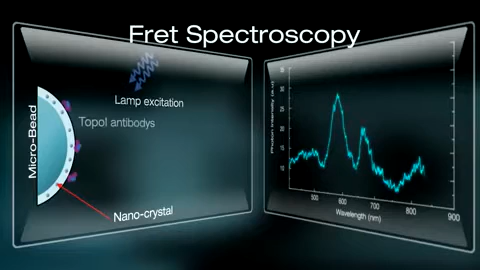 Fret Spectroscopy
Lamp excitation
Topol antibodys
Micro-Bead
Nano-crystal
Photon Intensity (a.u)
500
600
700
800
900
Wavelength (nm)